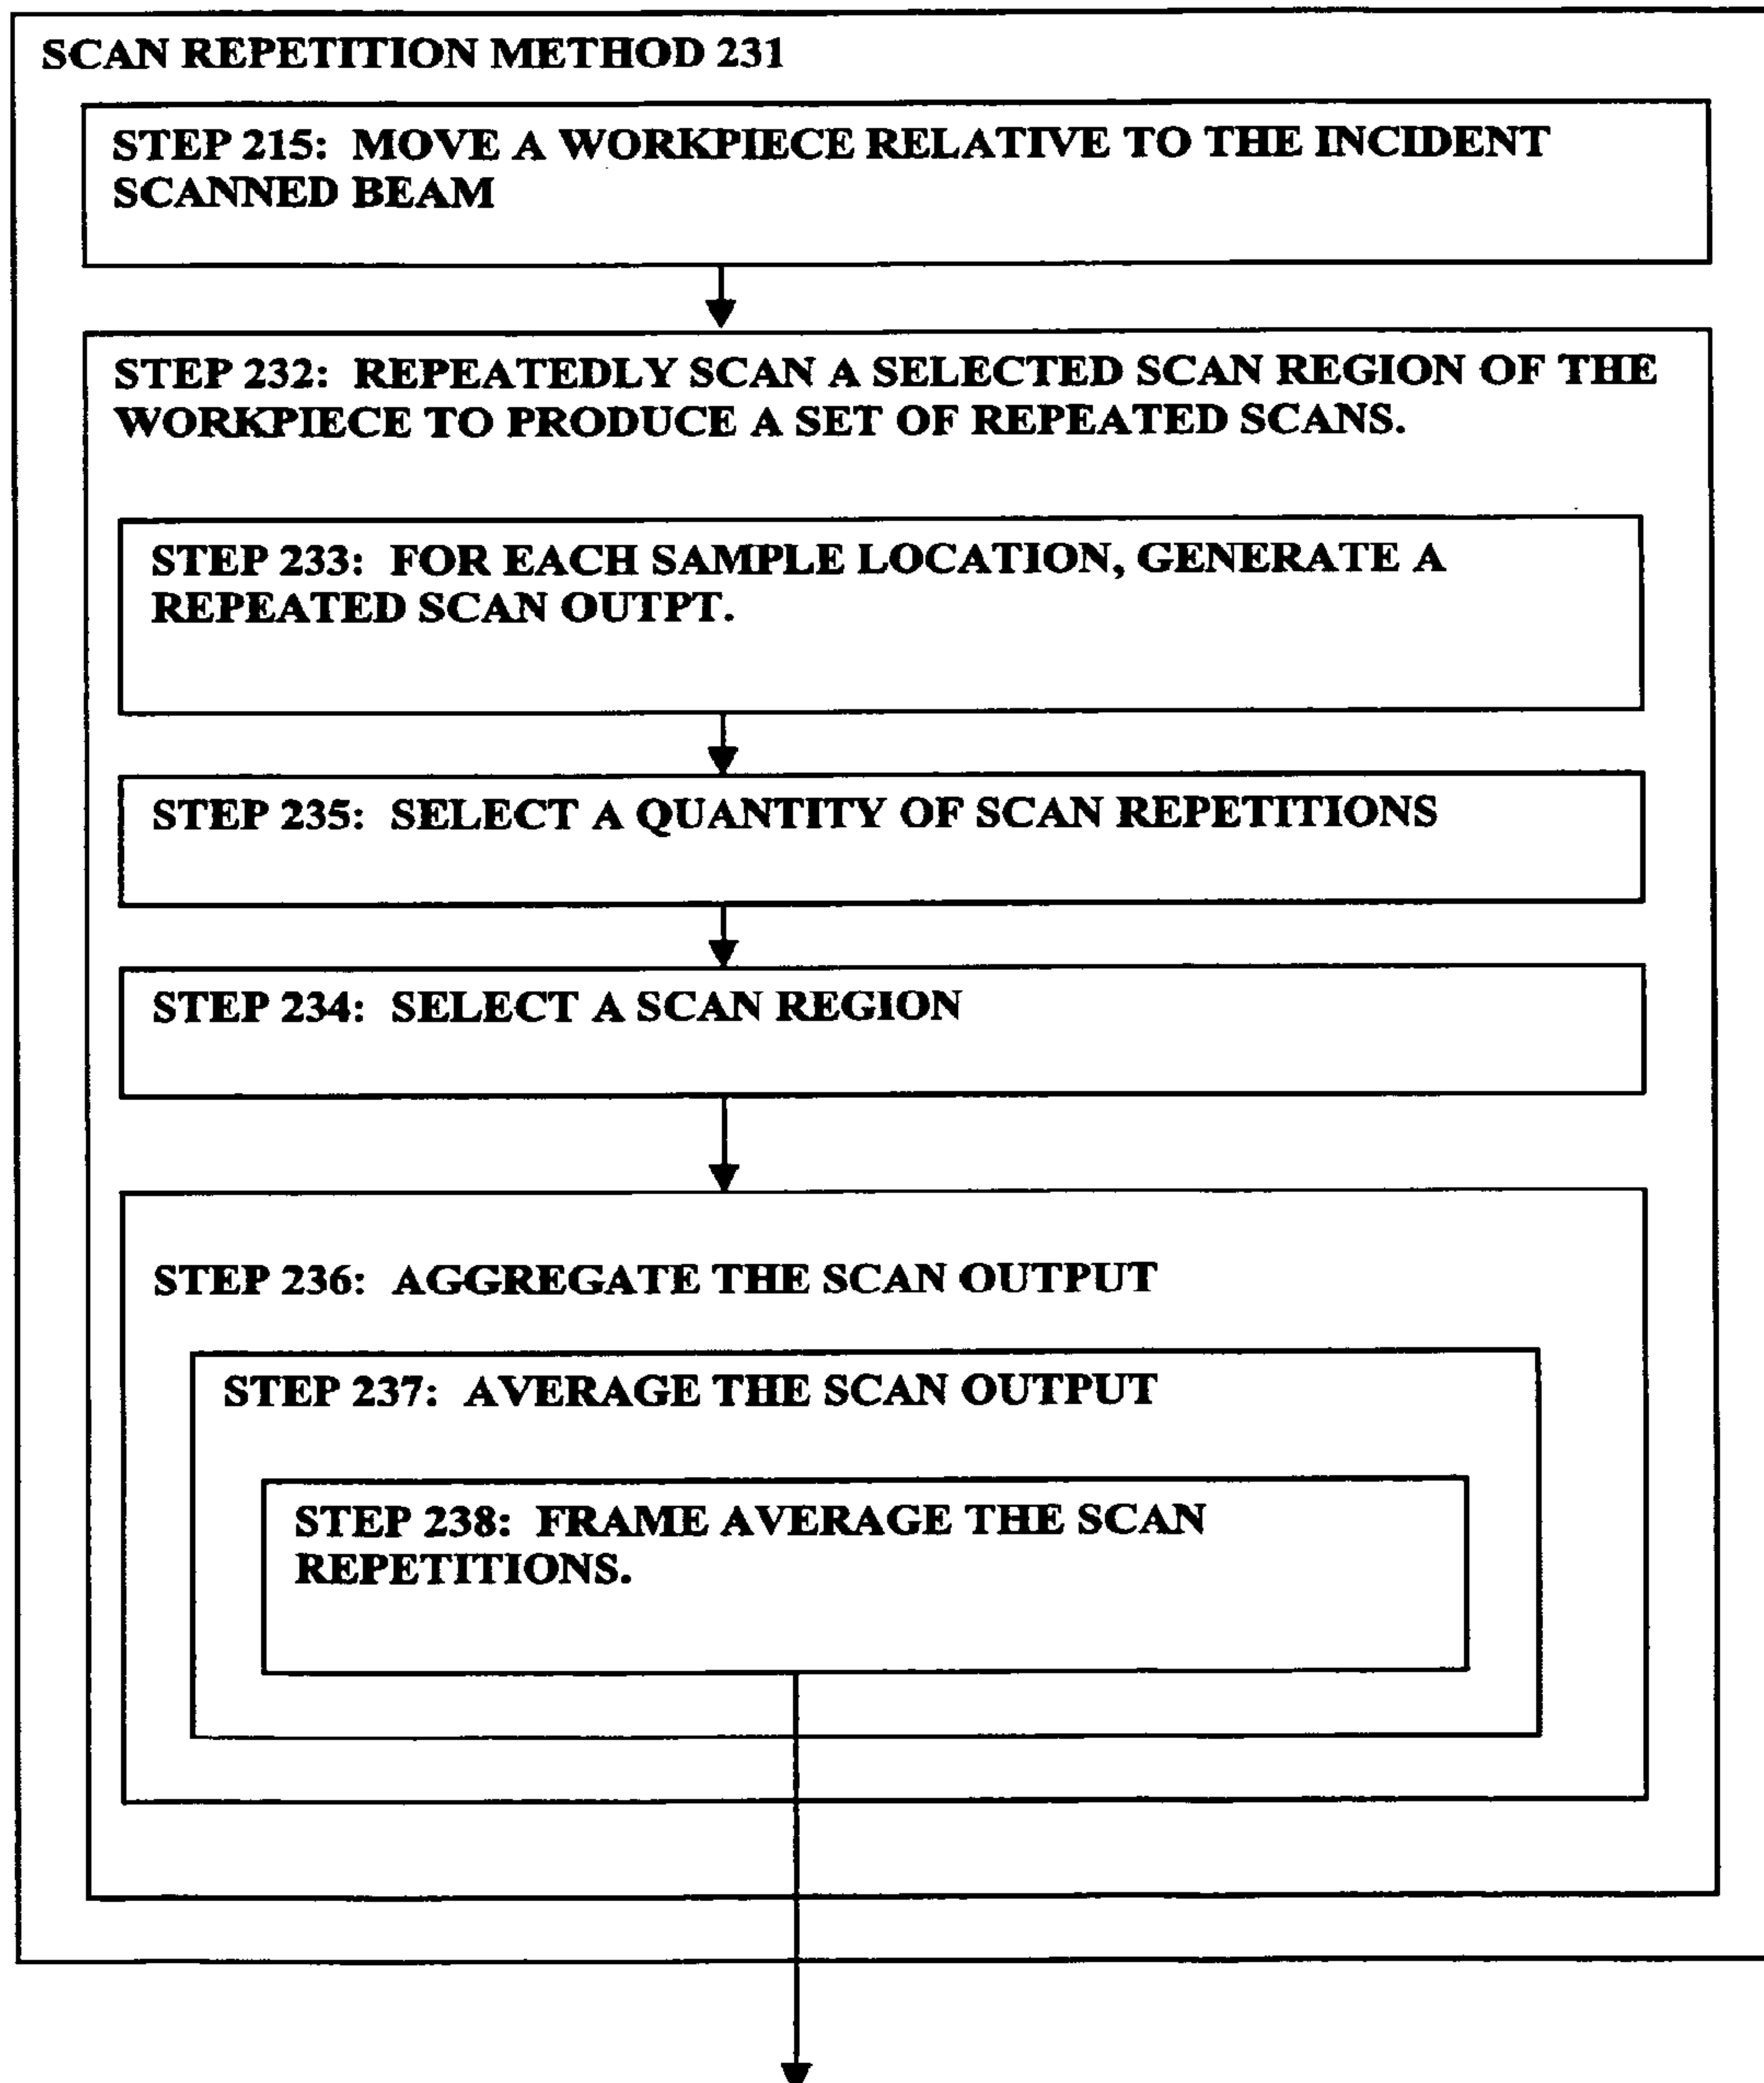 SCAN REPETITION METHOD 231
STEP 215: MOVE A WORKPIECE RELATIVE TO THE INCIDENT
SCANNED BEAM
STEP 232: REPEATEDLY SCAN A SELECTED SCAN REGION OF THE
WORKPIECE TO PRODUCE A SET OF REPEATED SCANS.
STEP 233: FOR EACH SAMPLE LOCATION, GENERATE A
REPEATED SCAN OUTPT.
STEP 235: SELECT A QUANTITY OF SCAN REPETITIONS
STEP 234: SELECT A SCAN REGION
STEP 236: AGGREGATE THE SCAN OUTPUT
STEP 237: AVERAGE THE SCAN OUTPUT
STEP 238: FRAME AVERAGE THE SCAN
REPETITIONS.